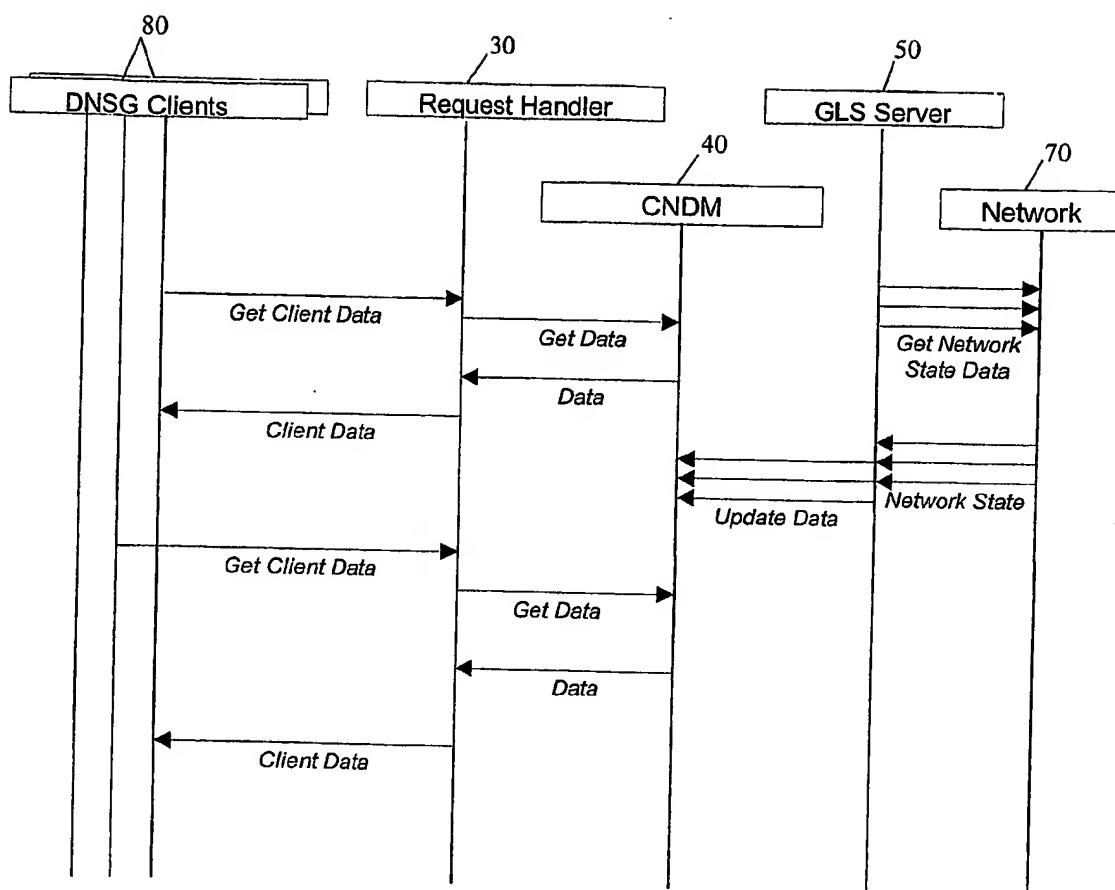 80
30
50
DNSG Clients
Request Handler
GLS Server
40
70
CNDM
Network
Get Client Data
Get Data
Get Network
State Data
Data
Client Data
Network State
Update Data
Get Client Data
Get Data
Data
Client Data